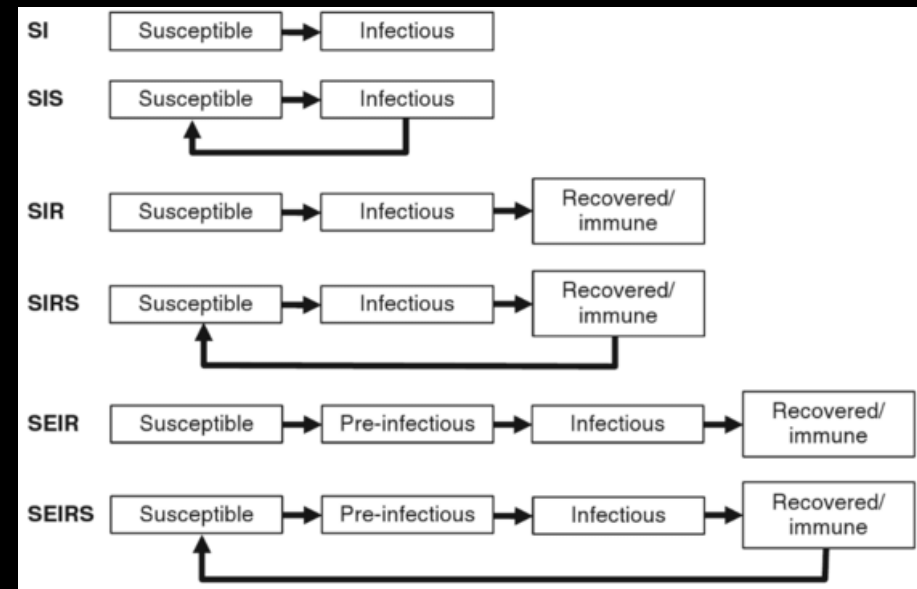 SI Susceptible Infectious
SIS Susceptible Infectious
SIR Susceptible Infectious Recovered/
immune
SIRS Susceptible Infectious Recovered/
immune
SEIR Susceptible Pre-infectious Infectious Recovered/
immune
SEIRS Susceptible Pre-infectious Infectious Recovered/
immune